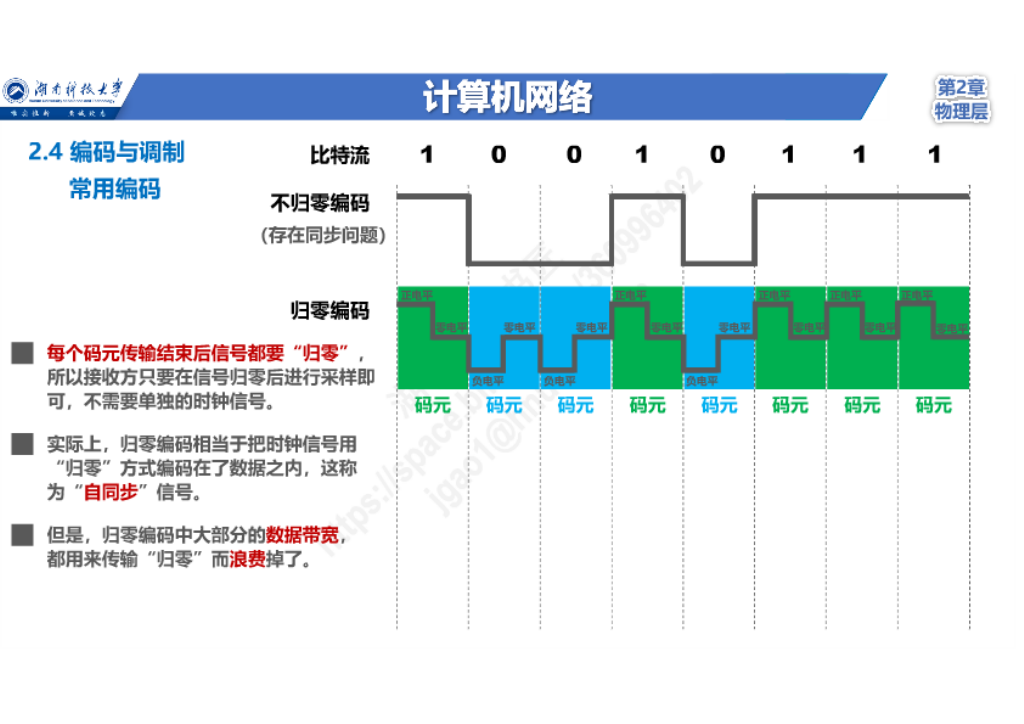 湖南科技大学
计算机网络
第2章
物理层
2.4 编码与调制
常用编码
比特流 1 0 0 1 0 1 1 1
不归零编码
(存在同步问题)
归零编码
正电平 正电平 正电平 正电平 正电平
零电平 零电平 零电平 零电平 零电平 零电平 零电平 零电平
负电平 负电平 负电平
码元 码元 码元 码元 码元 码元 码元 码元
每个码元传输结束后信号都要“归零”，
所以接收方只要在信号归零后进行采样即
可，不需要单独的时钟信号。
实际上，归零编码相当于把时钟信号用
“归零”方式编码在了数据之内，这称
为“自同步”信号。
但是，归零编码中大部分的数据带宽，
都用来传输“归零”而浪费掉了。